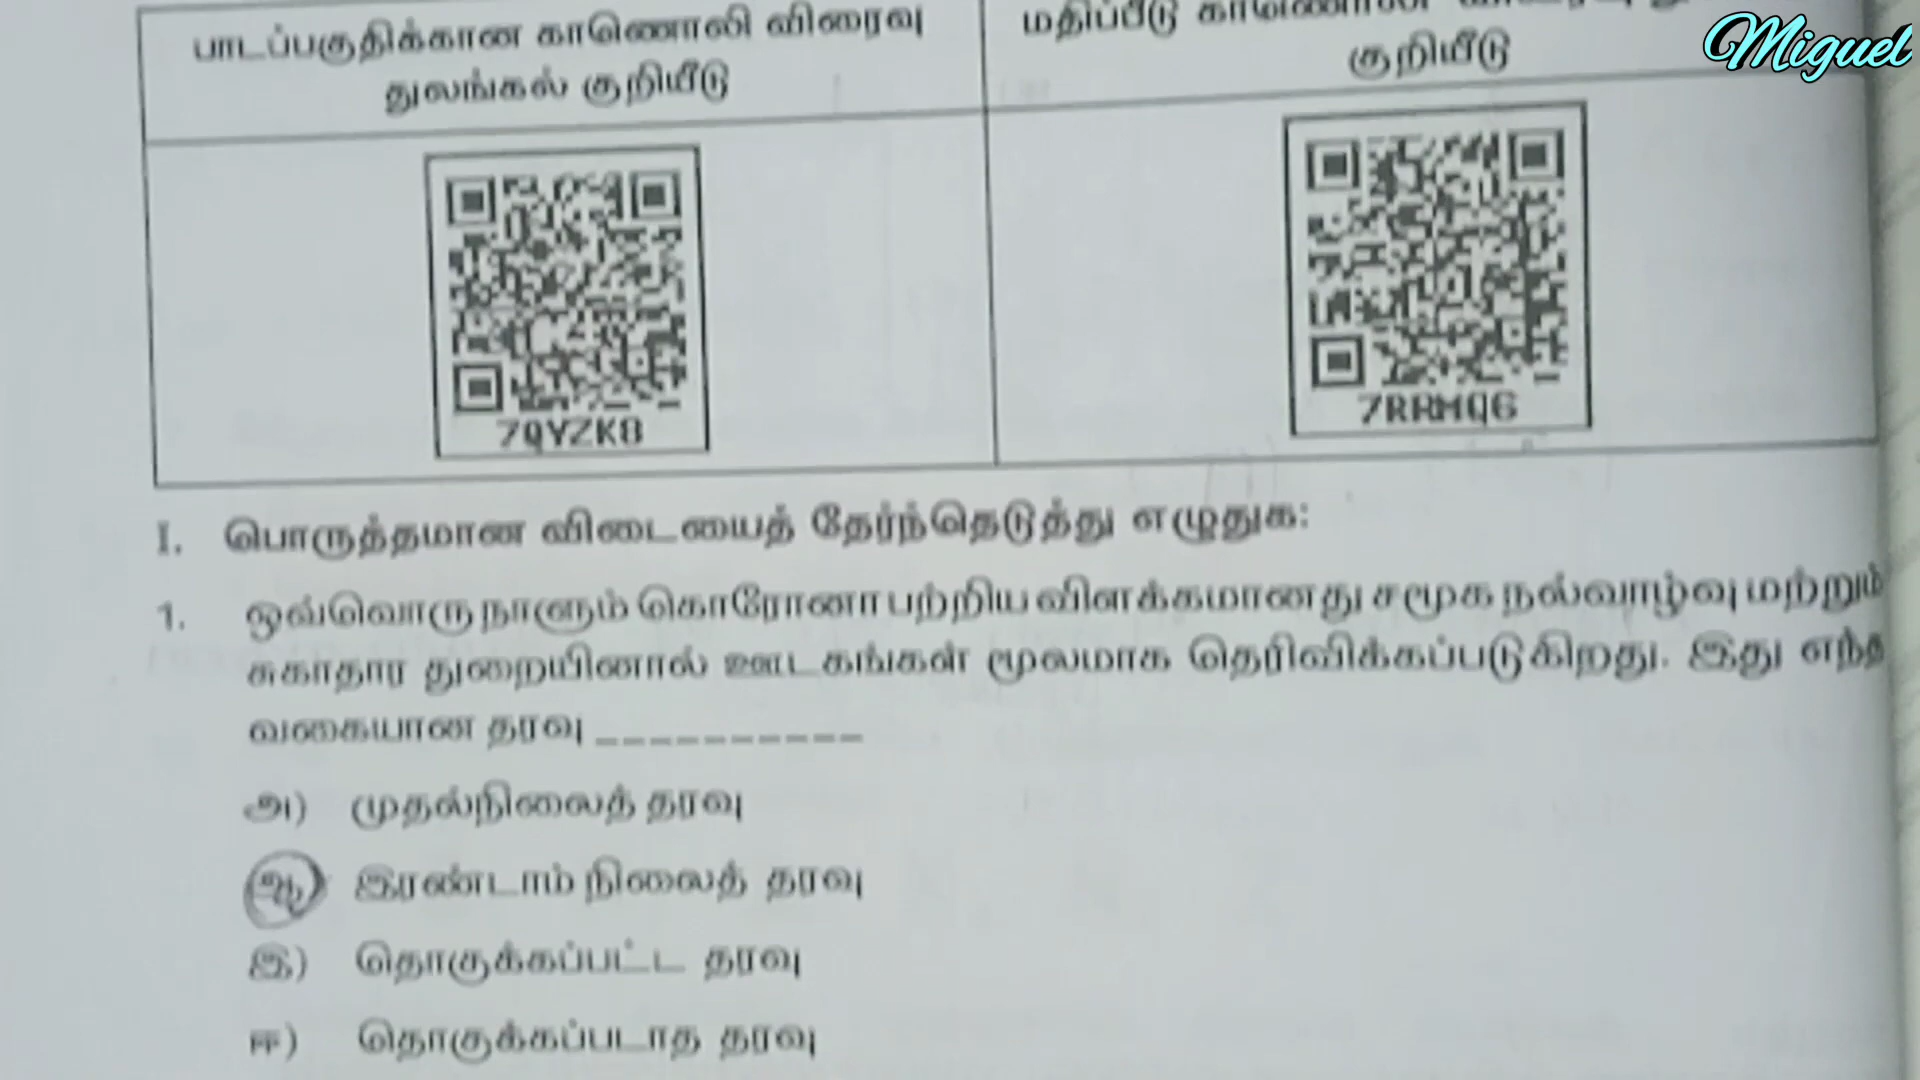 பாடப்பகுதிக்கான காணொலி விரைவு
துலங்கல் குறியீடு
மதிப்பீடு காணொலி
குறியீடு
Miguel
7QYZK8
7RRMQ6
I. பொருத்தமான விடையைத் தேர்ந்தெடுத்து எழுதுக:
1. ஒவ்வொரு நாளும் கொரோனா பற்றிய விளக்கமானது சமூக நல்வாழ்வு மற்றும்
சுகாதார துறையினால் ஊடகங்கள் மூலமாக தெரிவிக்கப்படுகிறது. இது எந்த
வகையான தரவு __________
அ) முதல்நிலைத் தரவு
ஆ) இரண்டாம் நிலைத் தரவு
இ) தொகுக்கப்பட்ட தரவு
ஈ) தொகுக்கப்படாத தரவு